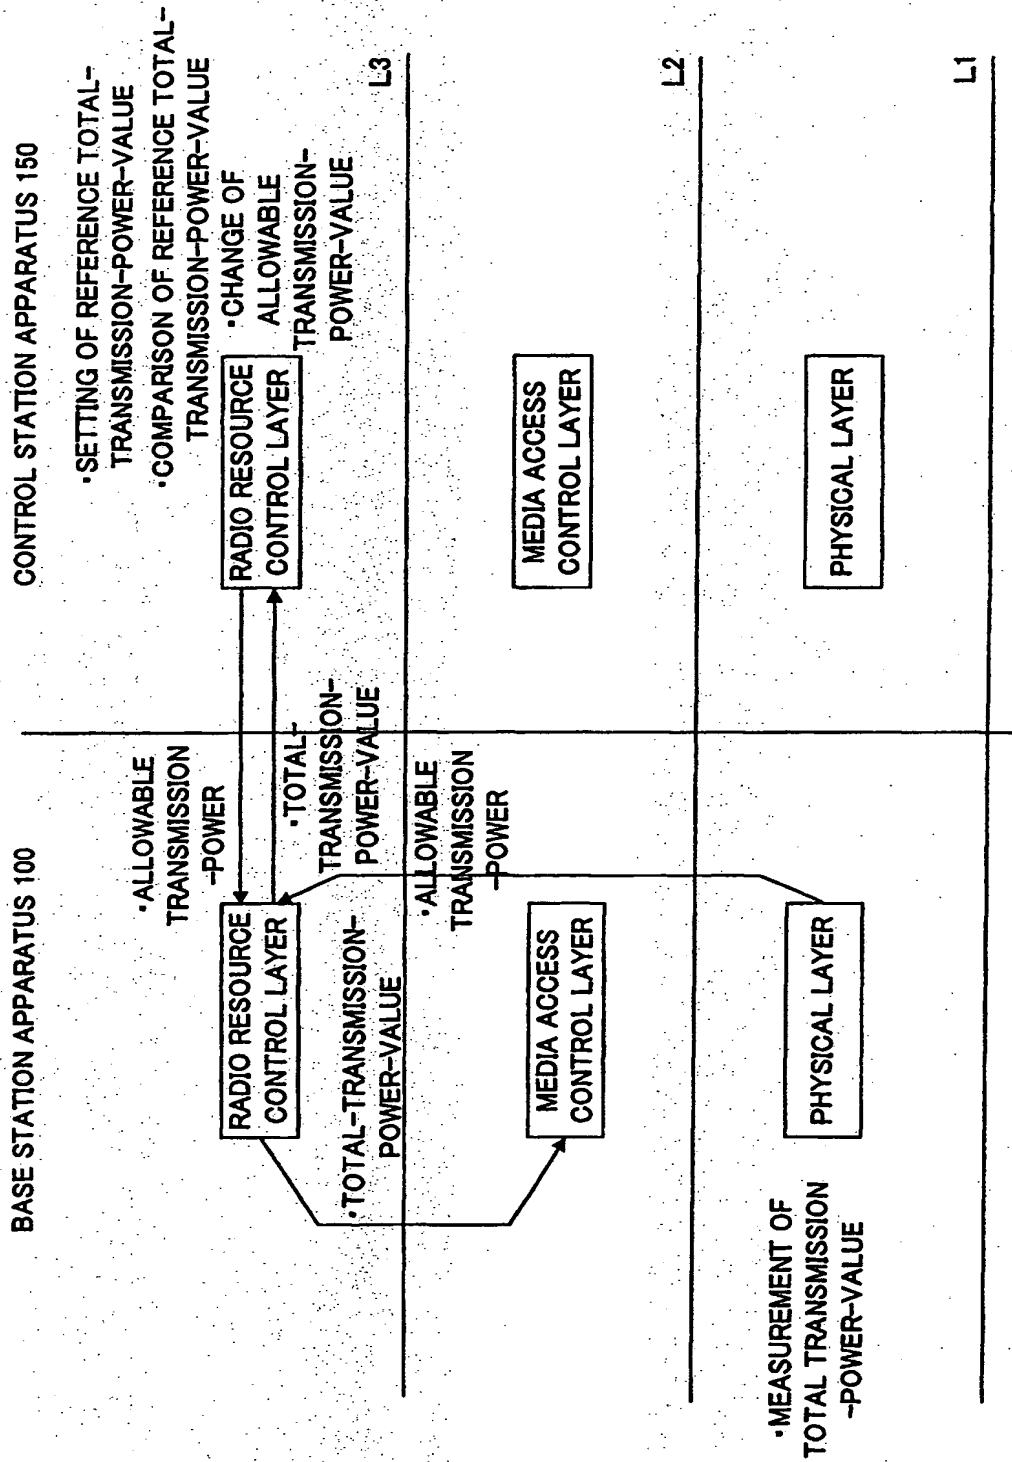 BASE STATION APPARATUS 100
CONTROL STATION APPARATUS 150
·SETTING OF REFERENCE TOTAL-
TRANSMISSION-POWER-VALUE
·COMPARISON OF REFERENCE TOTAL-
TRANSMISSION-POWER-VALUE
·CHANGE OF
ALLOWABLE
TRANSMISSION-
POWER-VALUE
·ALLOWABLE
TRANSMISSION
-POWER
RADIO RESOURCE
CONTROL LAYER
RADIO RESOURCE
CONTROL LAYER
·TOTAL-
TRANSMISSION-
POWER-VALUE
·TOTAL-TRANSMISSION-
POWER-VALUE
L3
·ALLOWABLE
TRANSMISSION
-POWER
MEDIA ACCESS
CONTROL LAYER
MEDIA ACCESS
CONTROL LAYER
L2
·MEASUREMENT OF
TOTAL TRANSMISSION
-POWER-VALUE
PHYSICAL LAYER
PHYSICAL LAYER
L1